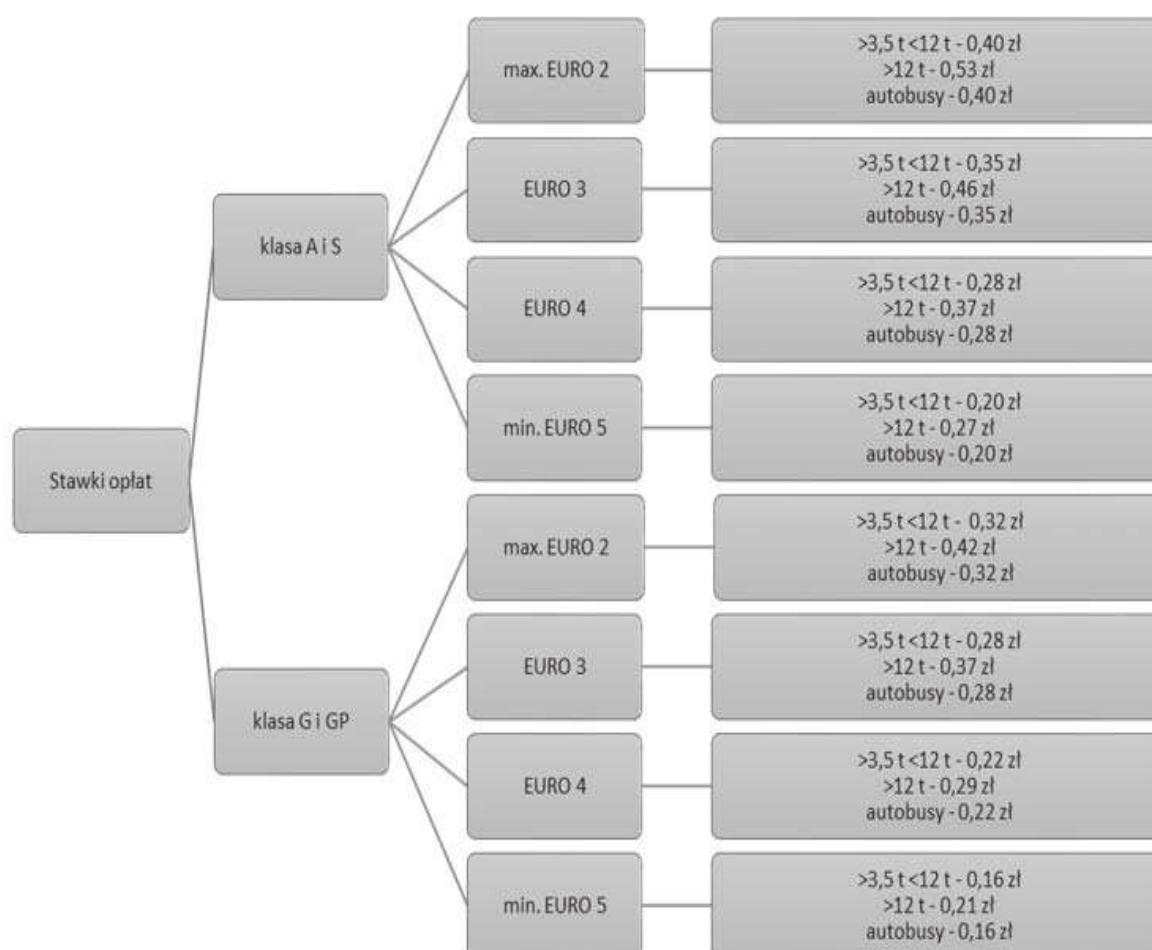 Stawki opłat
klasa A i S
max. EURO 2
>3,5 t <12 t - 0,40 zł
>12 t - 0,53 zł
autobusy - 0,40 zł
EURO 3
>3,5 t <12 t - 0,35 zł
>12 t - 0,46 zł
autobusy - 0,35 zł
EURO 4
>3,5 t <12 t - 0,28 zł
>12 t - 0,37 zł
autobusy - 0,28 zł
min. EURO 5
>3,5 t <12 t - 0,20 zł
>12 t - 0,27 zł
autobusy - 0,20 zł
klasa G i GP
max. EURO 2
>3,5 t <12 t - 0,32 zł
>12 t - 0,42 zł
autobusy - 0,32 zł
EURO 3
>3,5 t <12 t - 0,28 zł
>12 t - 0,37 zł
autobusy - 0,28 zł
EURO 4
>3,5 t <12 t - 0,22 zł
>12 t - 0,29 zł
autobusy - 0,22 zł
min. EURO 5
>3,5 t <12 t - 0,16 zł
>12 t - 0,21 zł
autobusy - 0,16 zł